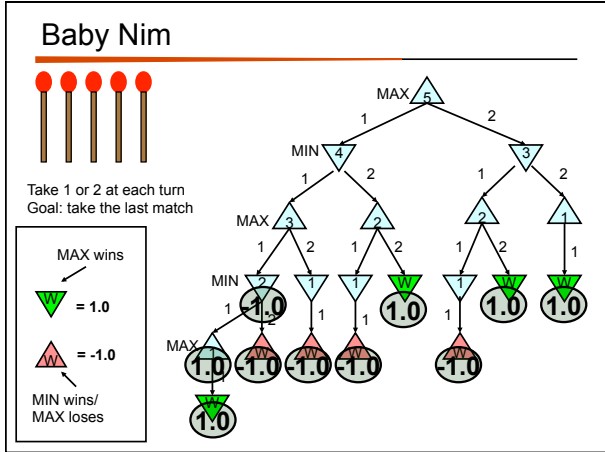 Baby Nim
MAX 5
1 2
MIN 4 3
Take 1 or 2 at each turn
Goal: take the last match
1 2 1 2
MAX 3 2 2 1
MAX wins
1 2 1 2 1 2 1
MIN 2 1 1 W 1 W W
W = 1.0
-1.0 1.0 1.0 1.0
1 2 1 1 1
MAX W W W W
W = -1.0
1.0 -1.0 -1.0 -1.0 -1.0
MIN wins/
MAX loses
W
1.0